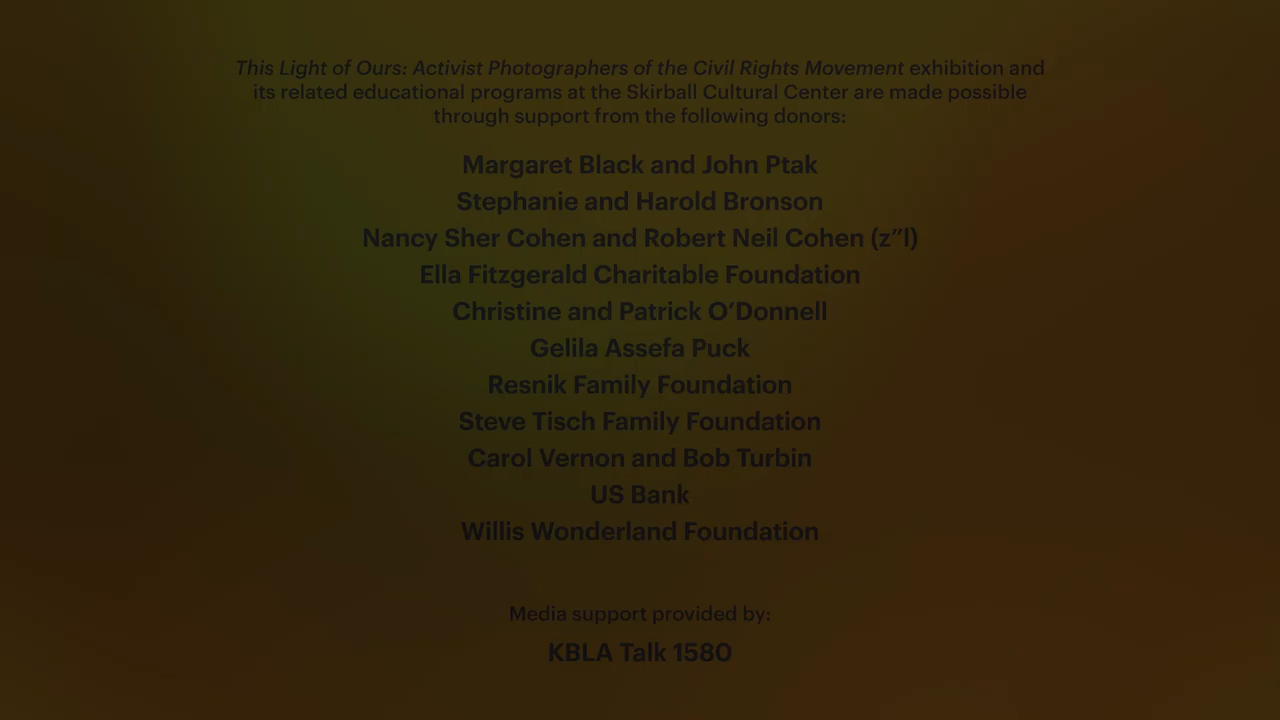 This Light of Ours: Activist Photographers of the Civil Rights Movement exhibition and
its related educational programs at the Skirball Cultural Center are made possible
through support from the following donors:
Margaret Black and John Ptak
Stephanie and Harold Bronson
Nancy Sher Cohen and Robert Neil Cohen (z”l)
Ella Fitzgerald Charitable Foundation
Christine and Patrick O’Donnell
Gelila Assefa Puck
Resnik Family Foundation
Steve Tisch Family Foundation
Carol Vernon and Bob Turbin
US Bank
Willis Wonderland Foundation
Media support provided by:
KBLA Talk 1580